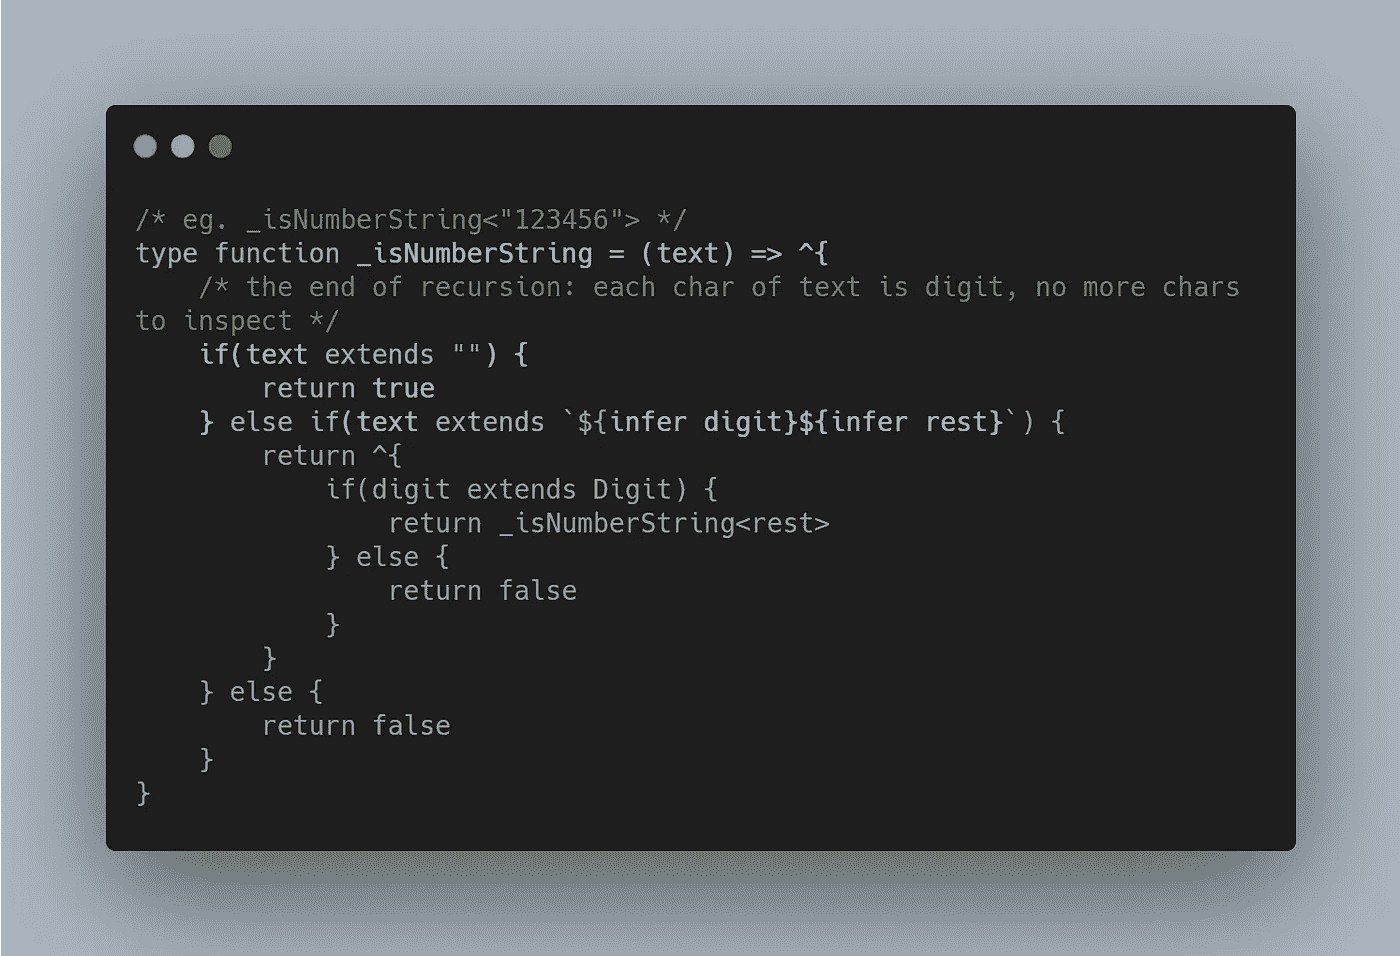 /* eg. _isNumberString<"123456"> */
type function _isNumberString = (text) => ^{
    /* the end of recursion: each char of text is digit, no more chars
to inspect */
    if(text extends "") {
        return true
    } else if(text extends `${infer digit}${infer rest}`) {
        return ^{
            if(digit extends Digit) {
                return _isNumberString<rest>
            } else {
                return false
            }
        }
    } else {
        return false
    }
}